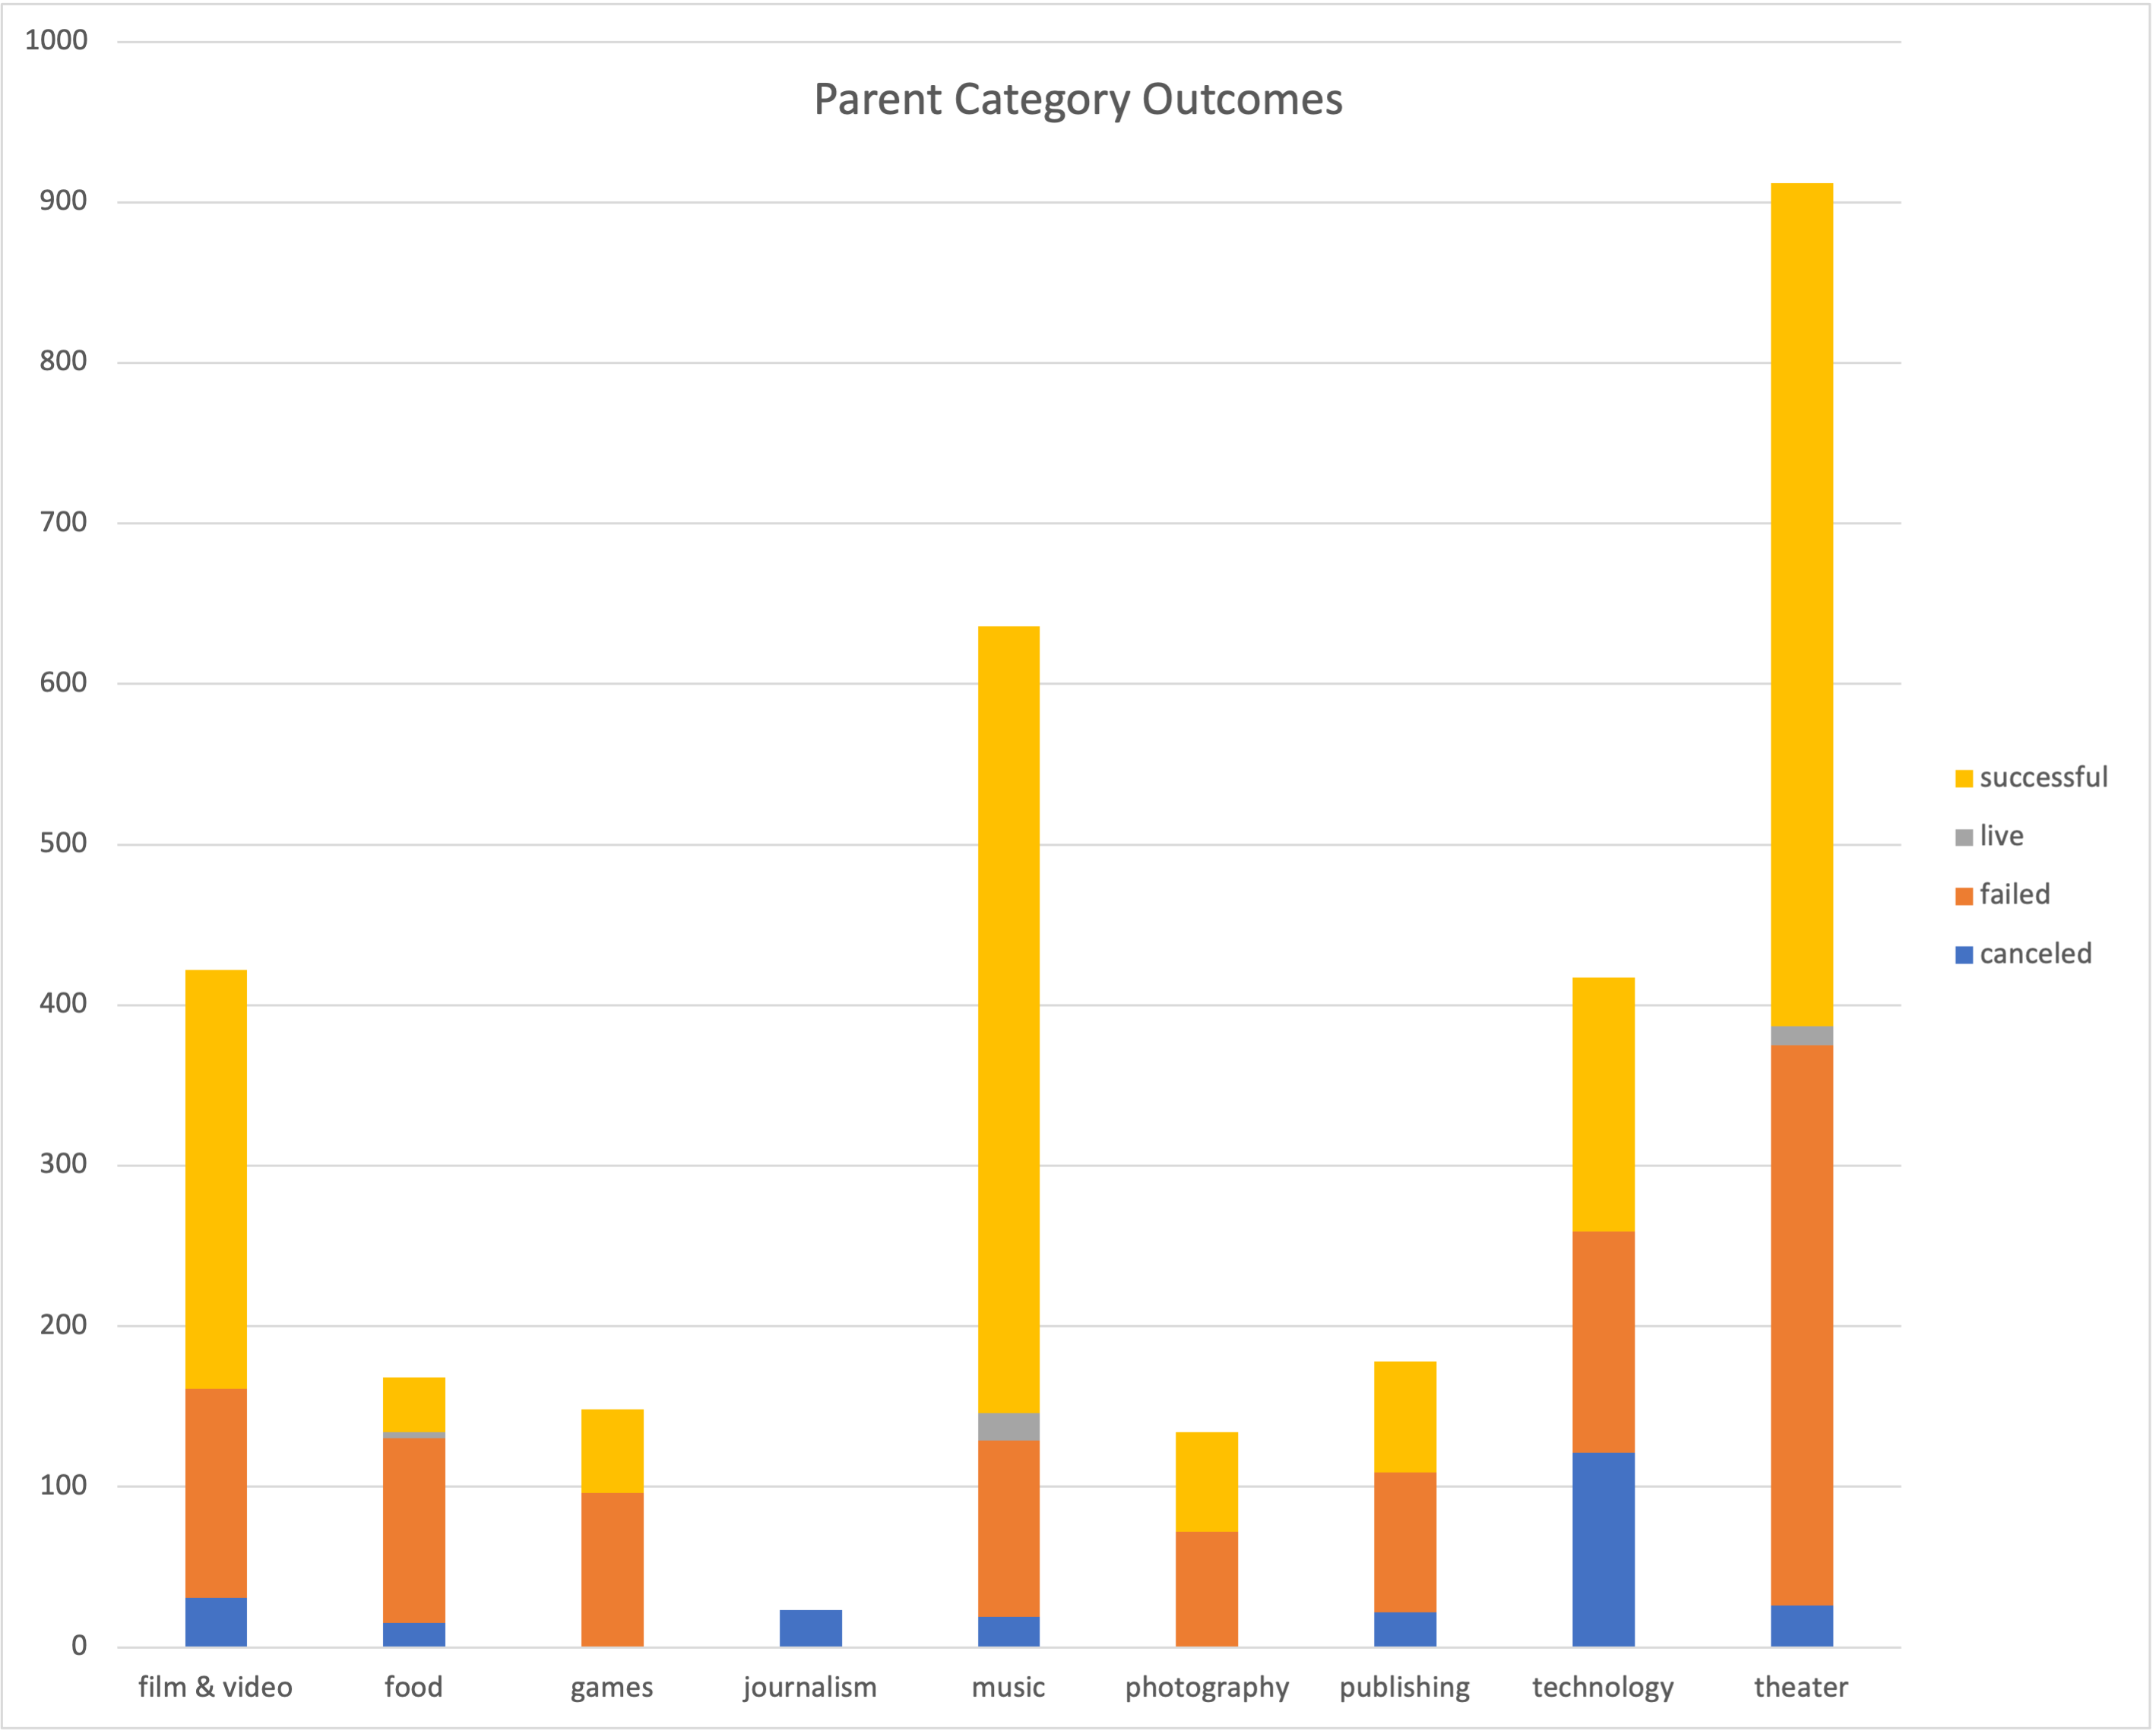 Parent Category Outcomes
1000
900
800
700
600
500
400
300
200
100
0
film & video food games journalism music photography publishing technology theater
successful
live
failed
canceled